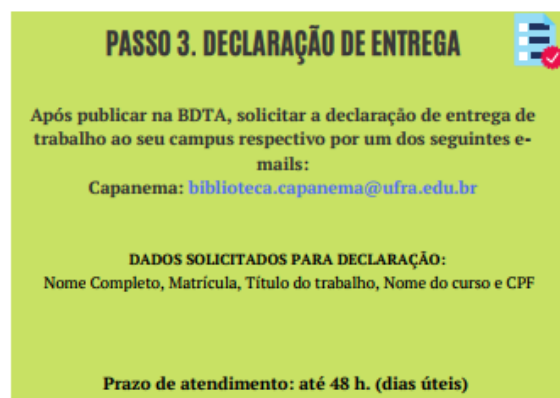 PASSO 3. DECLARAÇÃO DE ENTREGA
Após publicar na BDTA, solicitar a declaração de entrega de
trabalho ao seu campus respectivo por um dos seguintes e-
mails:
Capanema: biblioteca.capanema@ufra.edu.br
DADOS SOLICITADOS PARA DECLARAÇÃO:
Nome Completo, Matrícula, Título do trabalho, Nome do curso e CPF
Prazo de atendimento: até 48 h. (dias úteis)